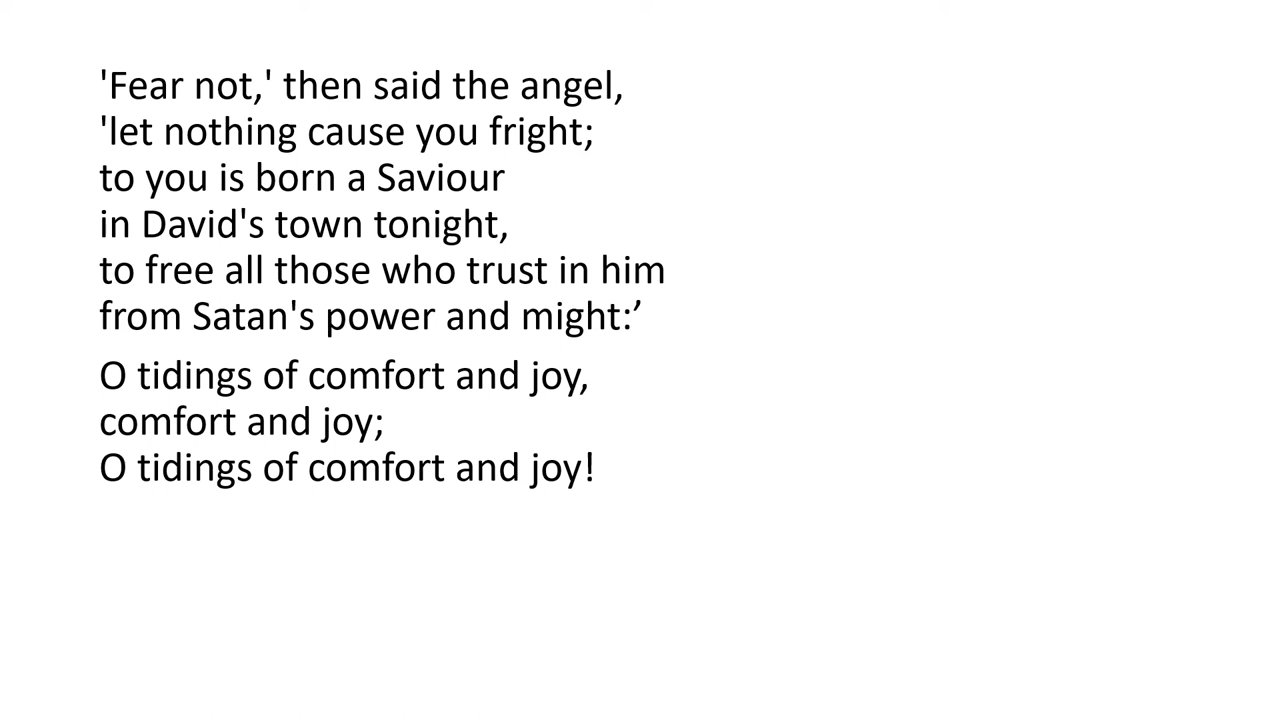 'Fear not,' then said the angel,
'let nothing cause you fright;
to you is born a Saviour
in David's town tonight,
to free all those who trust in him
from Satan's power and might:’
O tidings of comfort and joy,
comfort and joy;
O tidings of comfort and joy!